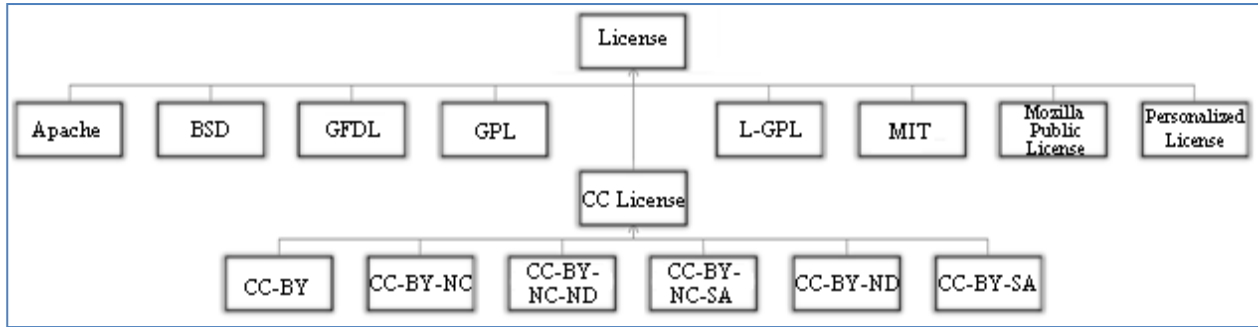 License
Apache
BSD
GFDL
GPL
L-GPL
MIT
Mozilla
Public
License
Personalized
License
CC License
CC-BY
CC-BY-NC
CC-BY-
NC-ND
CC-BY-
NC-SA
CC-BY-ND
CC-BY-SA